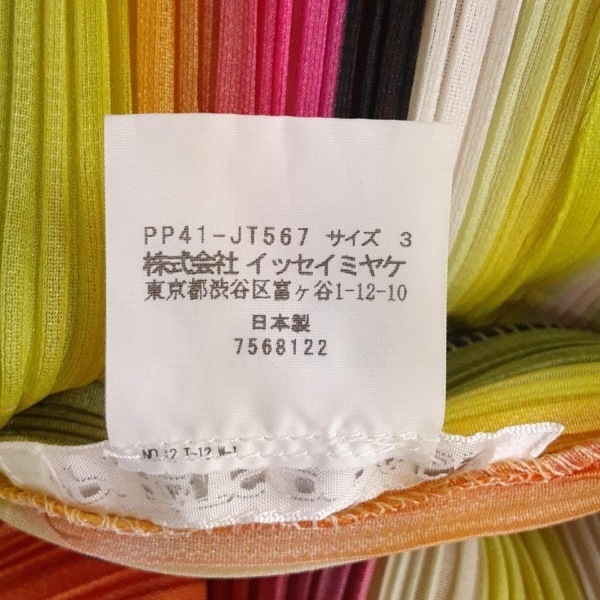 PP41-JT567 サイズ 3
株式会社 イッセイミヤケ
東京都渋谷区富ヶ谷1-12-10
日本製
7568122